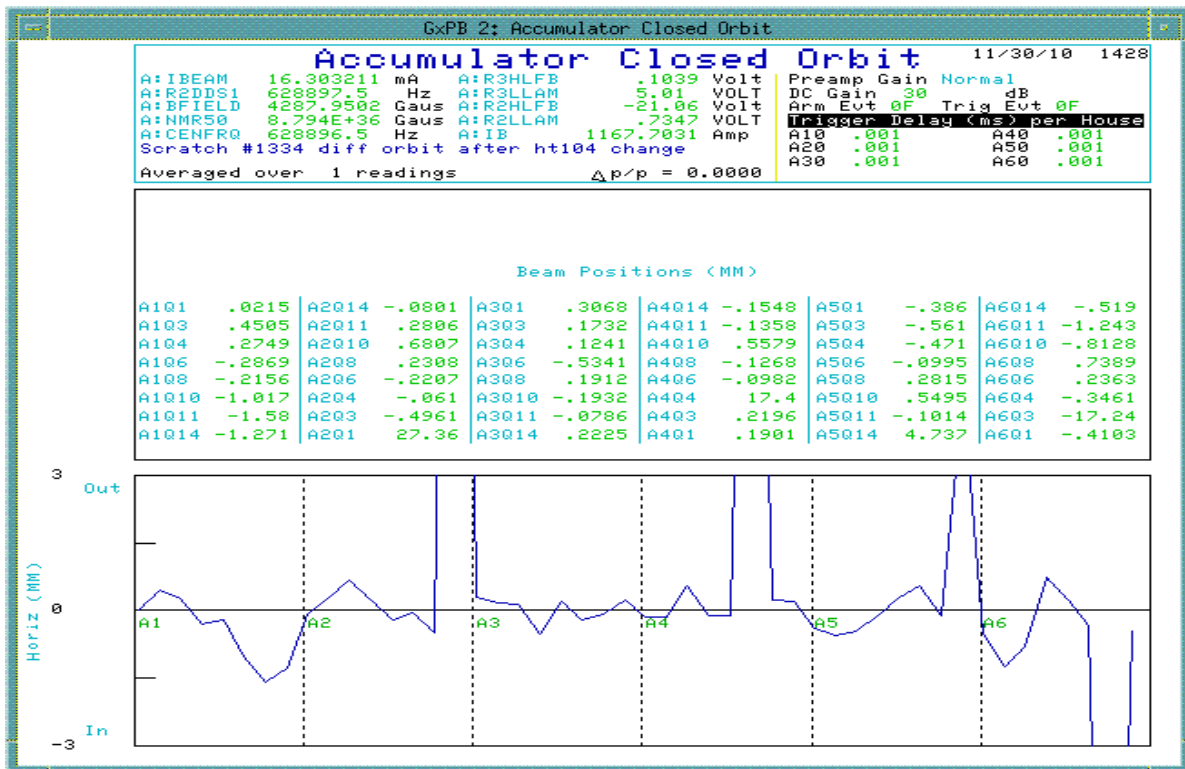 GxPB 2: Accumulator Closed Orbit
Accumulator Closed Orbit 11/30/10 1428
A:IBEAM 16.303211 mA A:R3HLFB .1039 Volt Preamp Gain Normal
A:R2DDS1 628897.5 Hz A:R3LLAM 5.01 VOLT DC Gain 30 dB
A:BFIELD 4287.9502 Gaus A:R2HLFB -21.06 Volt Arm Evt 0F Trig Evt 0F
A:NMR50 8.794E+36 Gaus A:R2LLAM .7347 VOLT Trigger Delay (ms) per House
A:CENFRQ 628896.5 Hz A:IB 1167.7031 Amp A10 .001 A40 .001
Scratch #1334 diff orbit after ht104 change A20 .001 A50 .001
A30 .001 A60 .001
Averaged over 1 readings Δp/p = 0.0000
Beam Positions (MM)
A1Q1 .0215 A2Q14 -.0801 A3Q1 .3068 A4Q14 -.1548 A5Q1 -.386 A6Q14 -.519
A1Q3 .4505 A2Q11 .2806 A3Q3 .1732 A4Q11 -.1358 A5Q3 -.561 A6Q11 -1.243
A1Q4 .2749 A2Q10 .6807 A3Q4 .1241 A4Q10 .5579 A5Q4 -.471 A6Q10 -.8128
A1Q6 -.2869 A2Q8 .2308 A3Q6 -.5341 A4Q8 -.1268 A5Q6 -.0995 A6Q8 .7389
A1Q8 -.2156 A2Q6 -.2207 A3Q8 .1912 A4Q6 -.0982 A5Q8 .2815 A6Q6 .2363
A1Q10 -1.017 A2Q4 -.061 A3Q10 -.1932 A4Q4 17.4 A5Q10 .5495 A6Q4 -.3461
A1Q11 -1.58 A2Q3 -.4961 A3Q11 -.0786 A4Q3 .2196 A5Q11 -.1014 A6Q3 -17.24
A1Q14 -1.271 A2Q1 27.36 A3Q14 .2225 A4Q1 .1901 A5Q14 4.737 A6Q1 -.4103
3
Out
Horiz (MM)
0
A1 A2 A3 A4 A5 A6
In
-3